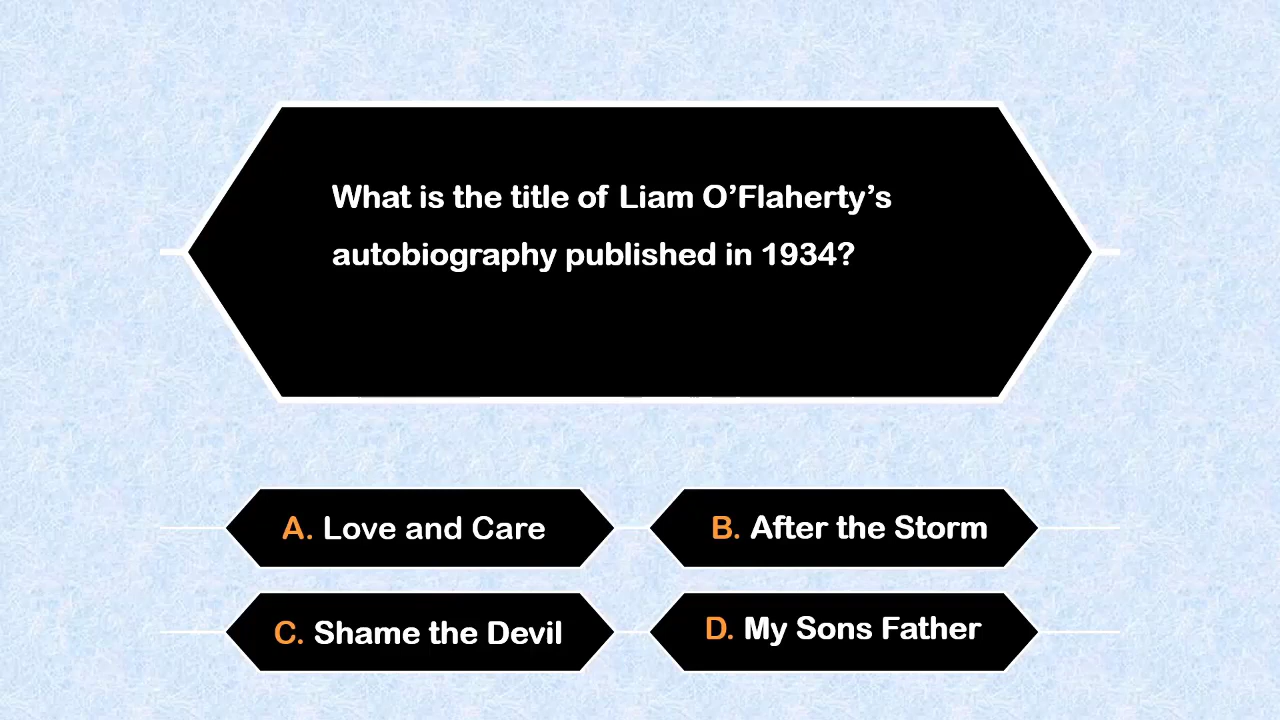 What is the title of Liam O’Flaherty’s
autobiography published in 1934?
A. Love and Care
B. After the Storm
C. Shame the Devil
D. My Sons Father